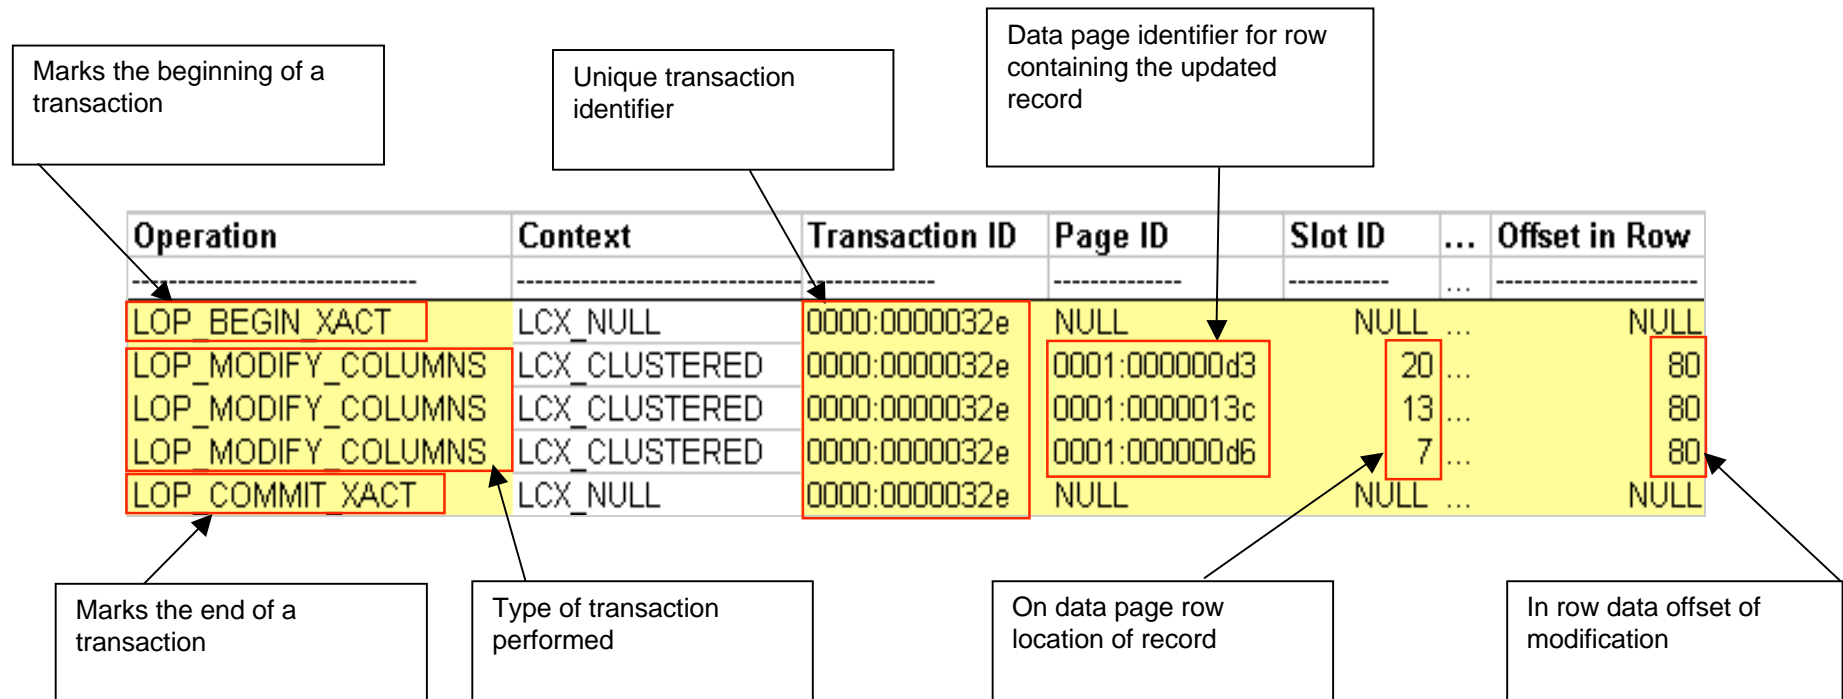 Marks the beginning of a
transaction
Unique transaction
identifier
Data page identifier for row
containing the updated
record
Operation Context Transaction ID Page ID Slot ID ... Offset in Row
---------------------------- ---------------------------- ------------ ------------- ----------- ... ---------------------
LOP_BEGIN_XACT LCX_NULL 0000:0000032e NULL NULL ... NULL
LOP_MODIFY_COLUMNS LCX_CLUSTERED 0000:0000032e 0001:000000d3 20 ... 80
LOP_MODIFY_COLUMNS LCX_CLUSTERED 0000:0000032e 0001:0000013c 13 ... 80
LOP_MODIFY_COLUMNS LCX_CLUSTERED 0000:0000032e 0001:000000d6 7 ... 80
LOP_COMMIT_XACT LCX_NULL 0000:0000032e NULL NULL ... NULL
Marks the end of a
transaction
Type of transaction
performed
On data page row
location of record
In row data offset of
modification